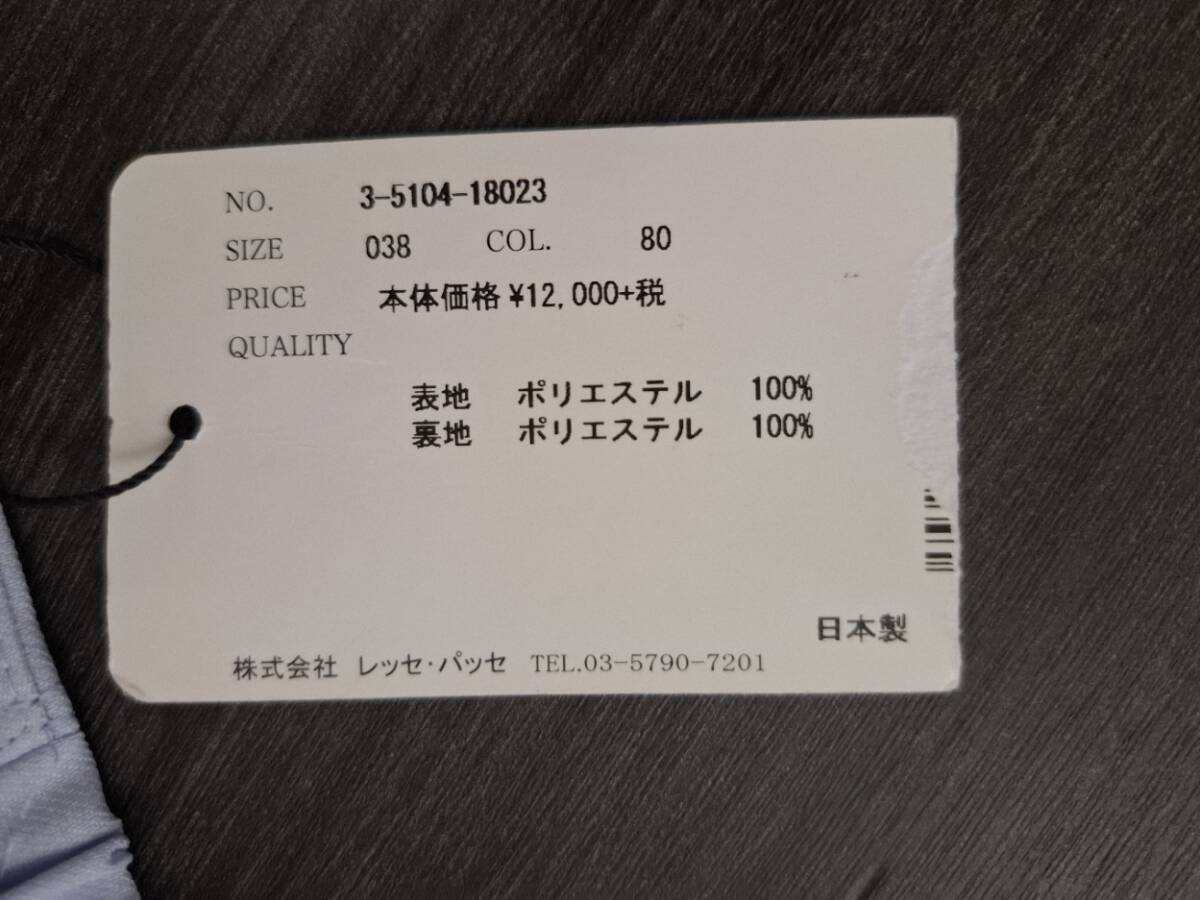 NO. 3-5104-18023
SIZE 038 COL. 80
PRICE 本体価格 ¥12,000+税
QUALITY
表地 ポリエステル 100%
裏地 ポリエステル 100%
日本製
株式会社 レッセ・パッセ TEL.03-5790-7201